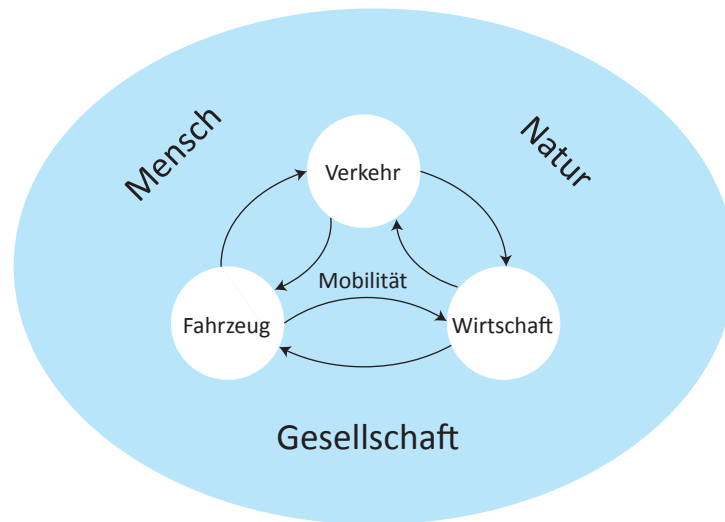 Mensch
Natur
Verkehr
Mobilität
Fahrzeug
Wirtschaft
Gesellschaft